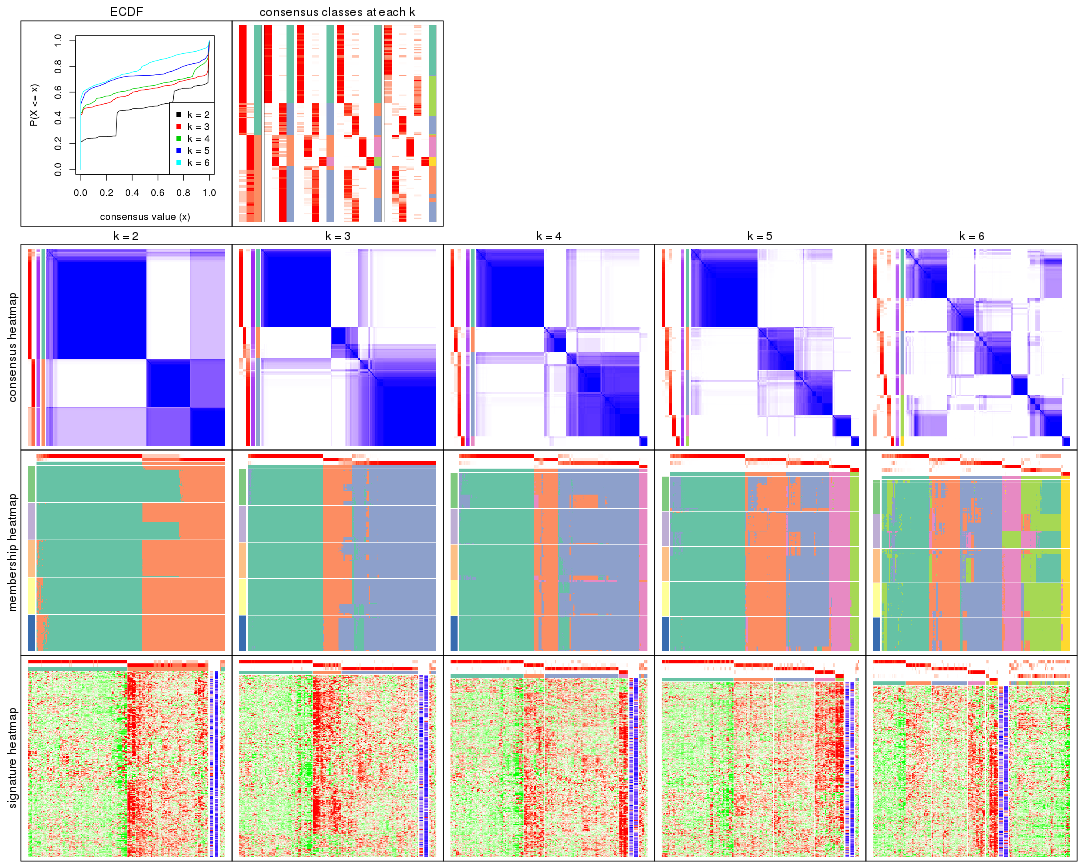 ECDF
consensus classes at each k
P(X <= x)
0.0 0.2 0.4 0.6 0.8 1.0
k = 2
k = 3
k = 4
k = 5
k = 6
0.0 0.2 0.4 0.6 0.8 1.0
consensus value (x)
k = 2
k = 3
k = 4
k = 5
k = 6
consensus heatmap
membership heatmap
signature heatmap